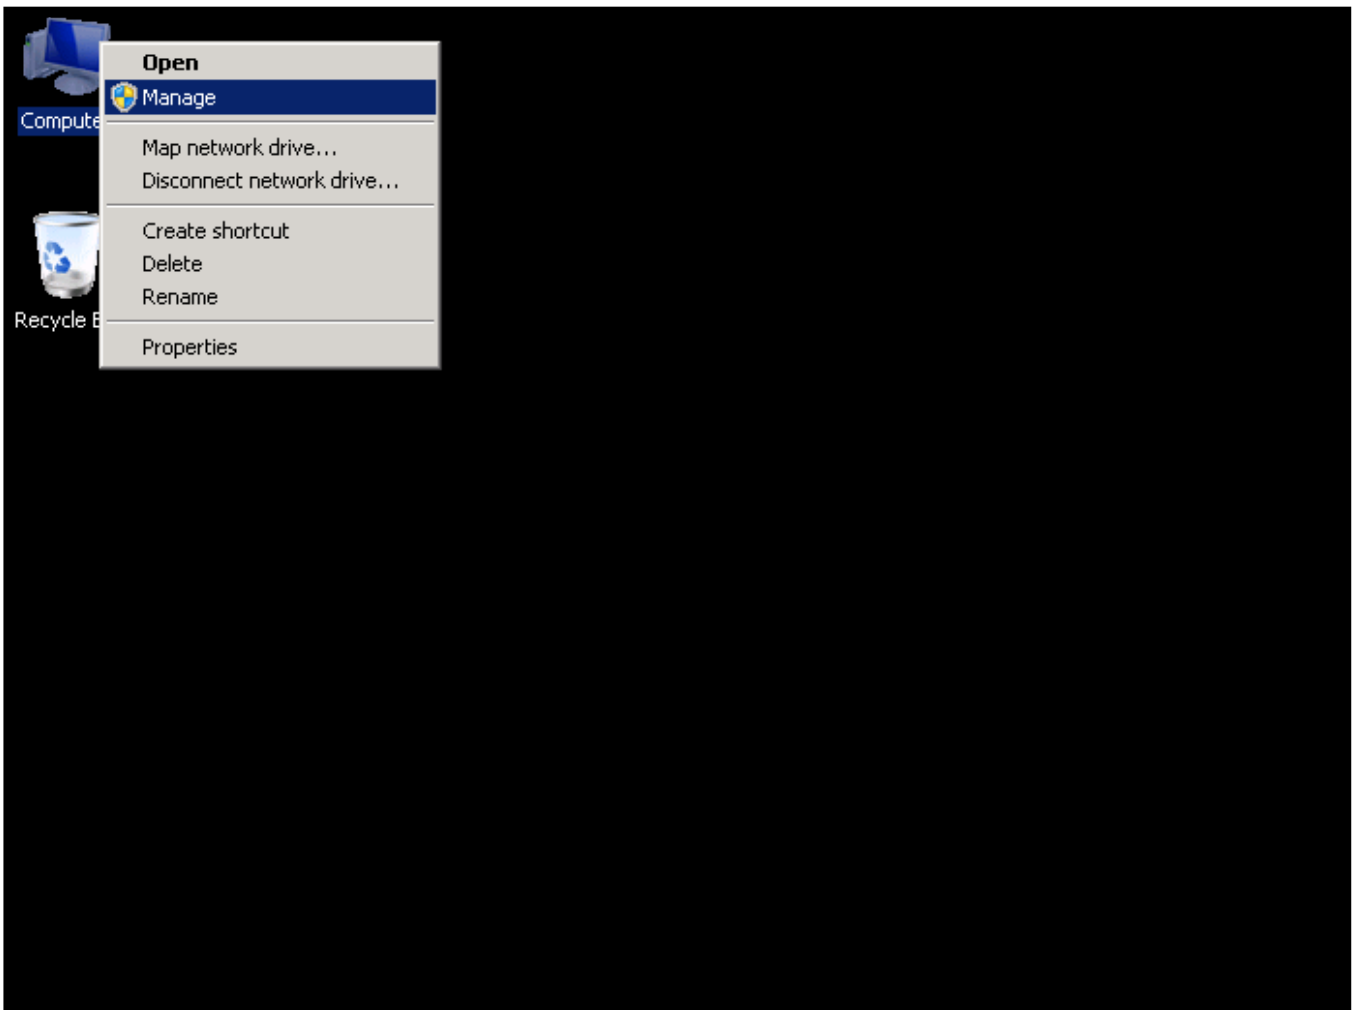 Open
Manage
Compute
Map network drive...
Disconnect network drive...
Create shortcut
Delete
Rename
Recycle
Properties